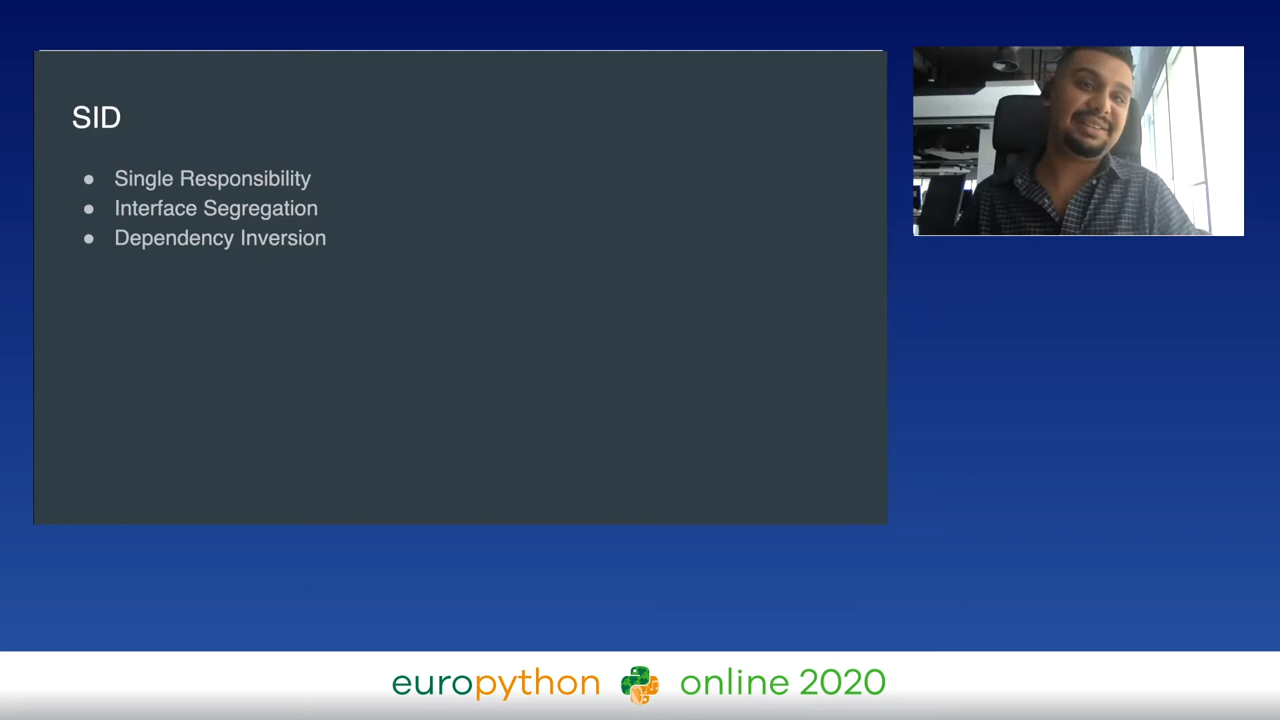 SID
● Single Responsibility
● Interface Segregation
● Dependency Inversion
europython online 2020